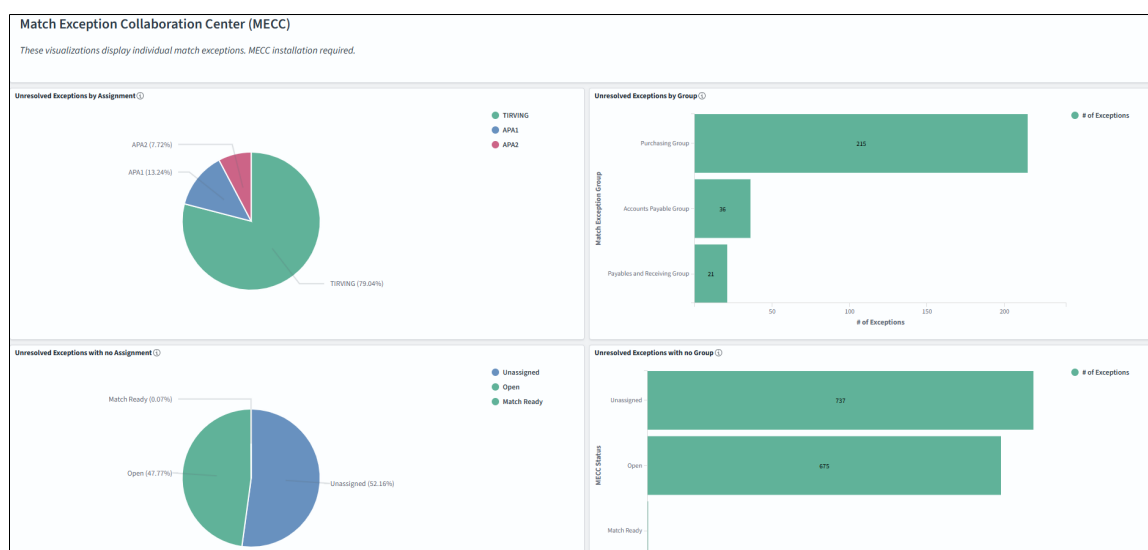 Match Exception Collaboration Center (MECC)
These visualizations display individual match exceptions. MECC installation required.
Unresolved Exceptions by Assignment
TIRVING
APA1
APA2
APA2 (7.72%)
APA1 (13.24%)
TIRVING (79.04%)
Unresolved Exceptions by Group
# of Exceptions
Match Exception Group
Purchasing Group
215
Accounts Payable Group
36
Payables and Receiving Group
21
50
100
150
200
# of Exceptions
Unresolved Exceptions with no Assignment
Unassigned
Open
Match Ready
Match Ready (0.07%)
Open (47.77%)
Unassigned (52.16%)
Unresolved Exceptions with no Group
# of Exceptions
MECC Status
Unassigned
737
Open
675
Match Ready